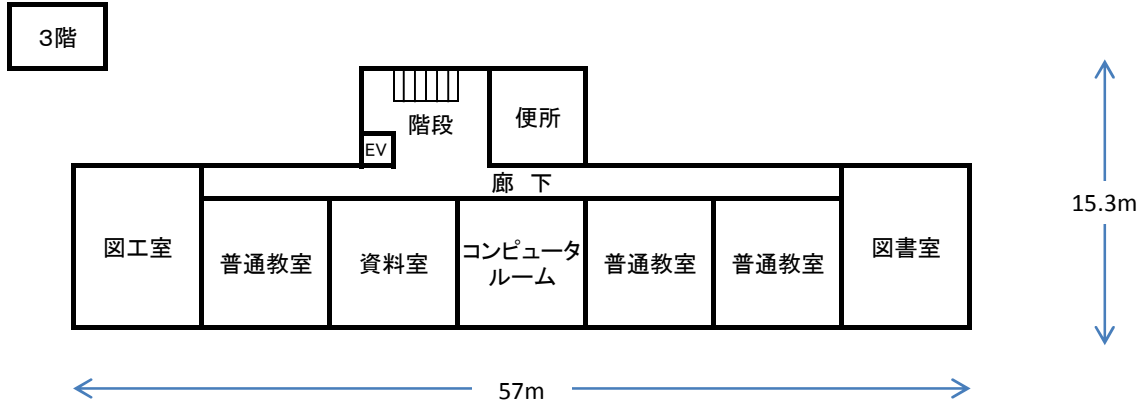 3階
階段
便所
EV
廊 下
15.3m
図工室
普通教室
資料室
コンピュータ
ルーム
普通教室
普通教室
図書室
57m